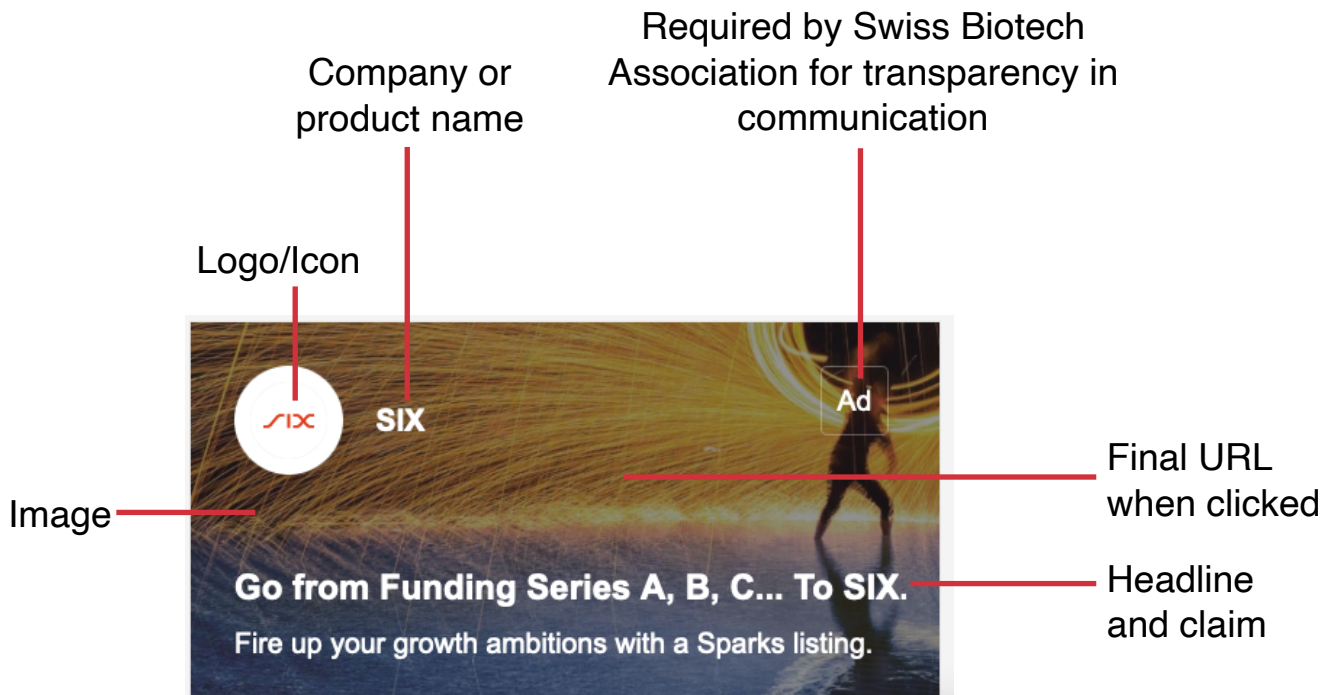 Required by Swiss Biotech
Association for transparency in
communication
Company or
product name
Logo/Icon
SIX
SIX
Ad
Final URL
when clicked
Image
Go from Funding Series A, B, C... To SIX.
Fire up your growth ambitions with a Sparks listing.
Headline
and claim